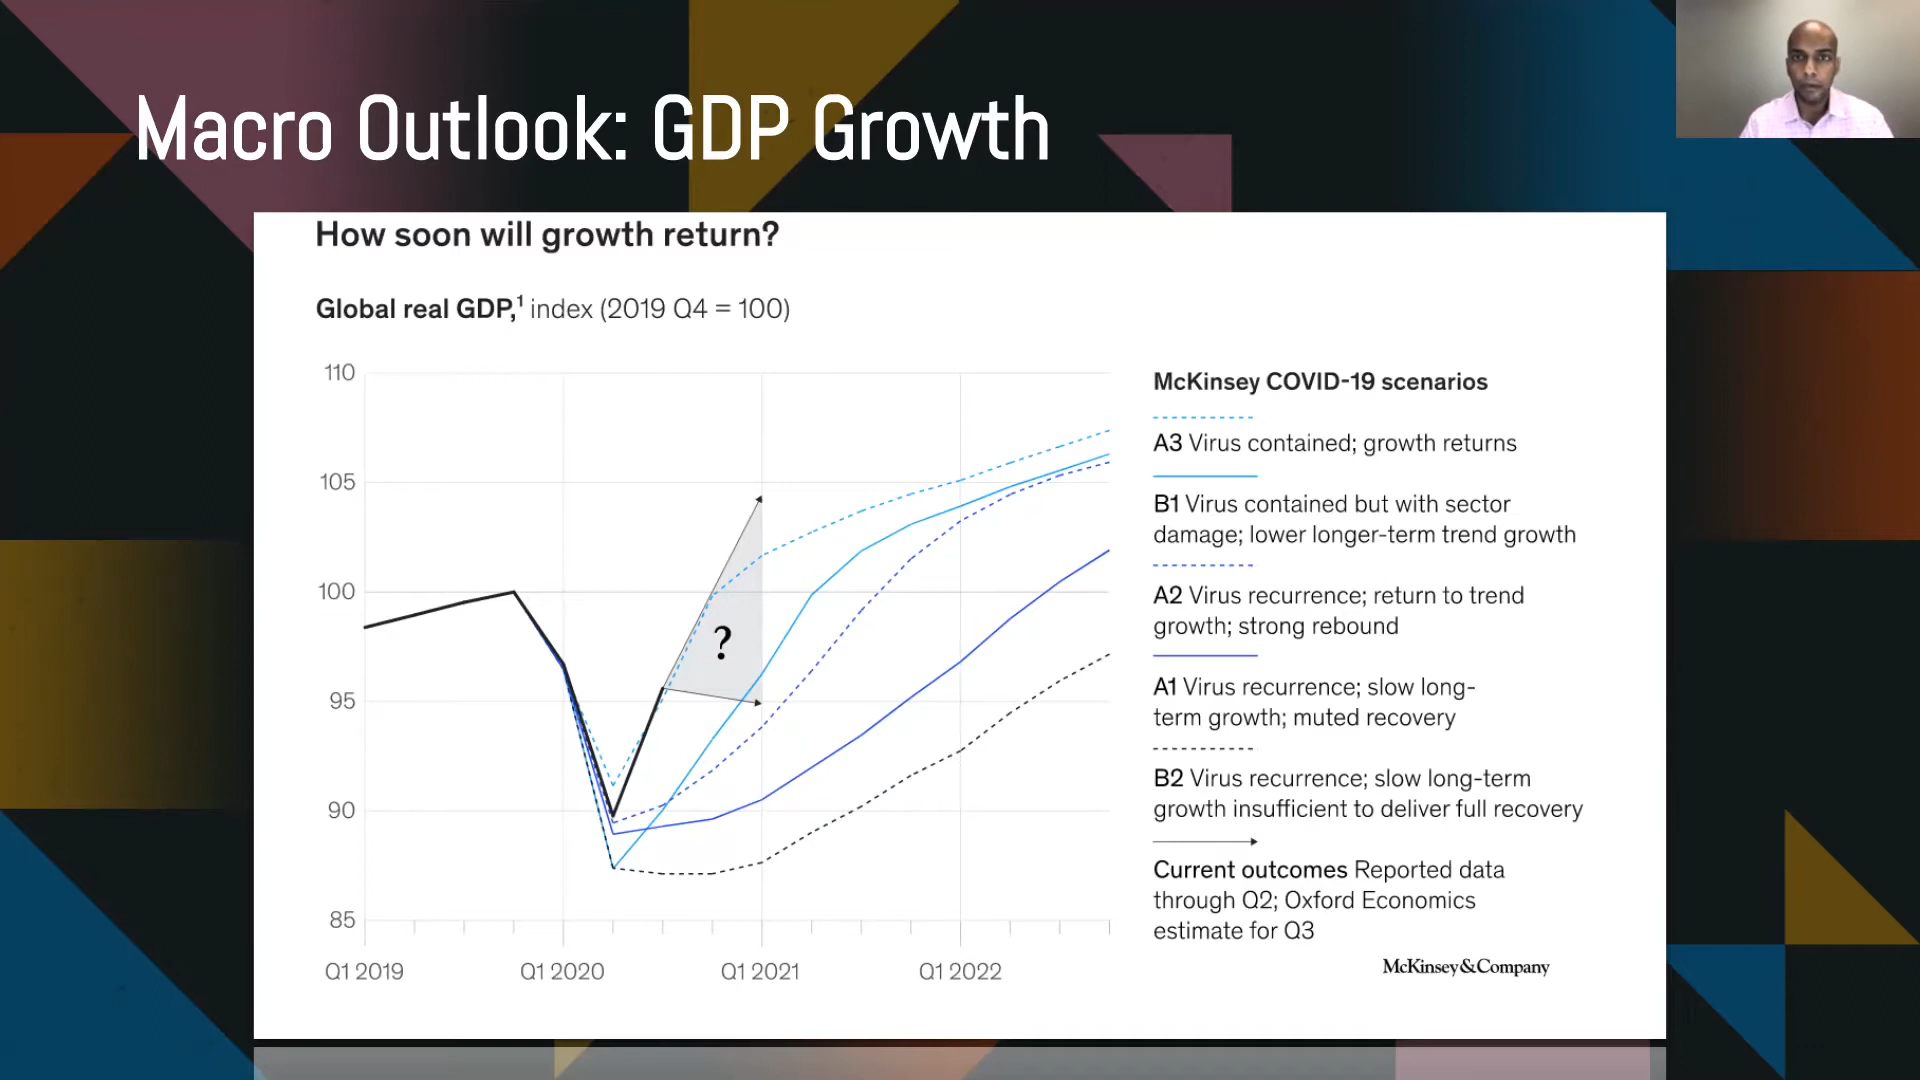 Macro Outlook: GDP Growth
How soon will growth return?
Global real GDP,¹ index (2019 Q4 = 100)
110
105
100
95
90
85
?
Q1 2019
Q1 2020
Q1 2021
Q1 2022
McKinsey COVID-19 scenarios
A3 Virus contained; growth returns
B1 Virus contained but with sector
damage; lower longer-term trend growth
A2 Virus recurrence; return to trend
growth; strong rebound
A1 Virus recurrence; slow long-
term growth; muted recovery
B2 Virus recurrence; slow long-term
growth insufficient to deliver full recovery
Current outcomes Reported data
through Q2; Oxford Economics
estimate for Q3
McKinsey&Company